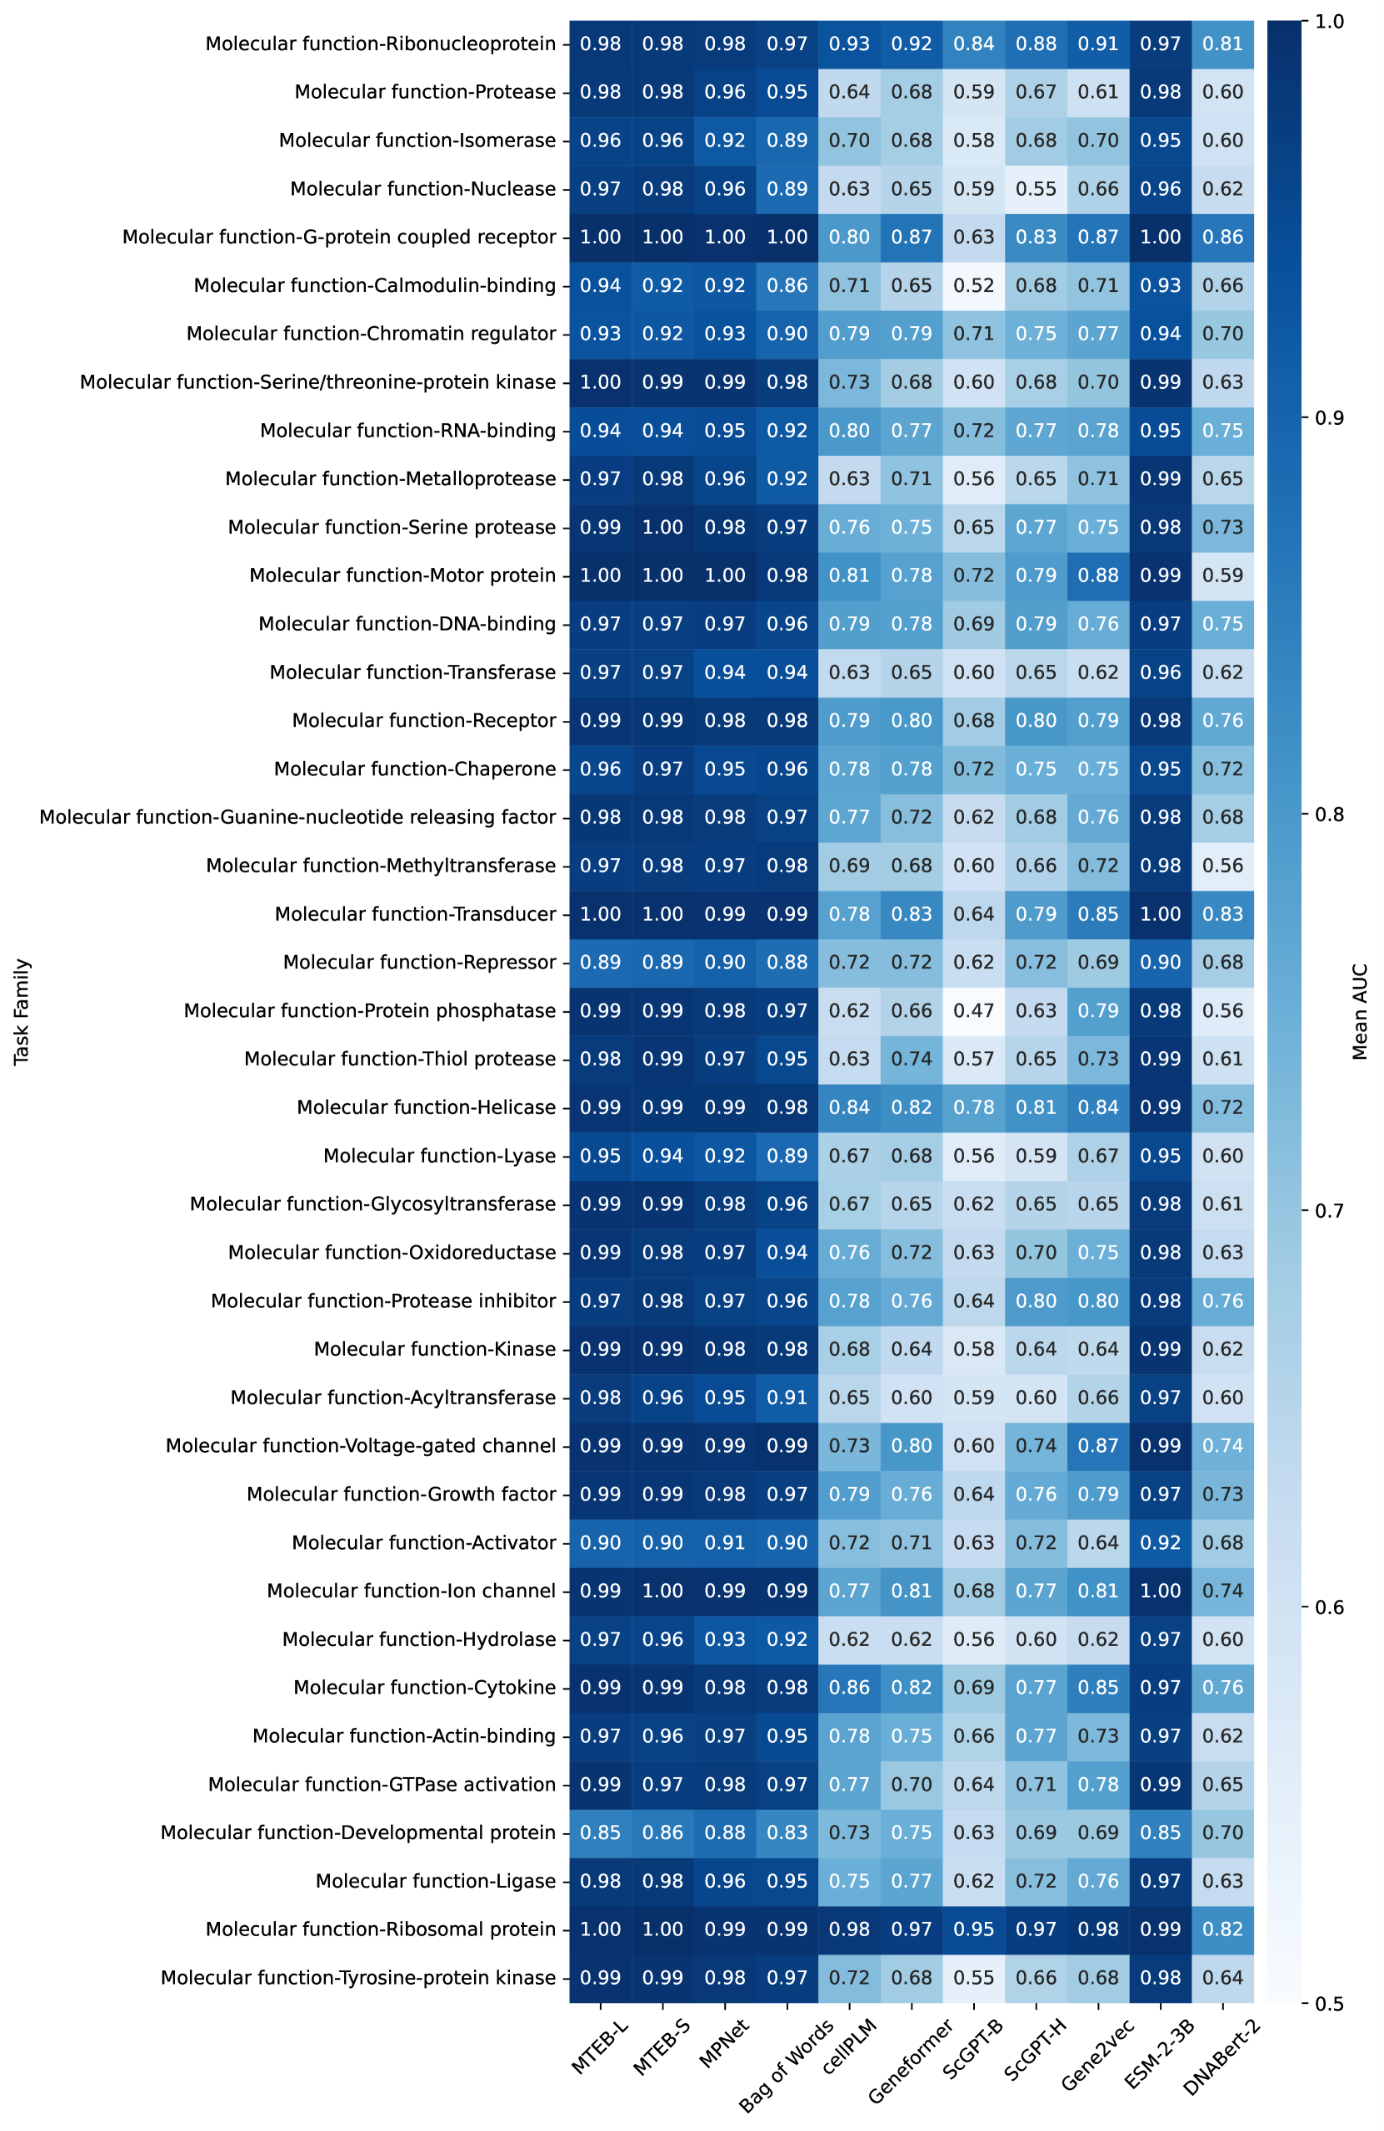 Molecular function-Ribonucleoprotein 0.98 0.98 0.98 0.97 0.93 0.92 0.84 0.88 0.91 0.97 0.81
Molecular function-Protease 0.98 0.98 0.96 0.95 0.64 0.68 0.59 0.67 0.61 0.98 0.60
Molecular function-Isomerase 0.96 0.96 0.92 0.89 0.70 0.68 0.58 0.68 0.70 0.95 0.60
Molecular function-Nuclease 0.97 0.98 0.96 0.89 0.63 0.65 0.59 0.55 0.66 0.96 0.62
Molecular function-G-protein coupled receptor 1.00 1.00 1.00 1.00 0.80 0.87 0.63 0.83 0.87 1.00 0.86
Molecular function-Calmodulin-binding 0.94 0.92 0.92 0.86 0.71 0.65 0.52 0.68 0.71 0.93 0.66
Molecular function-Chromatin regulator 0.93 0.92 0.93 0.90 0.79 0.79 0.71 0.75 0.77 0.94 0.70
Molecular function-Serine/threonine-protein kinase 1.00 0.99 0.99 0.98 0.73 0.68 0.60 0.68 0.70 0.99 0.63
Molecular function-RNA-binding 0.94 0.94 0.95 0.92 0.80 0.77 0.72 0.77 0.78 0.95 0.75
Molecular function-Metalloprotease 0.97 0.98 0.96 0.92 0.63 0.71 0.56 0.65 0.71 0.99 0.65
Molecular function-Serine protease 0.99 1.00 0.98 0.97 0.76 0.75 0.65 0.77 0.75 0.98 0.73
Molecular function-Motor protein 1.00 1.00 1.00 0.98 0.81 0.78 0.72 0.79 0.88 0.99 0.59
Molecular function-DNA-binding 0.97 0.97 0.97 0.96 0.79 0.78 0.69 0.79 0.76 0.97 0.75
Molecular function-Transferase 0.97 0.97 0.94 0.94 0.63 0.65 0.60 0.65 0.62 0.96 0.62
Molecular function-Receptor 0.99 0.99 0.98 0.98 0.79 0.80 0.68 0.80 0.79 0.98 0.76
Molecular function-Chaperone 0.96 0.97 0.95 0.96 0.78 0.78 0.72 0.75 0.75 0.95 0.72
Molecular function-Guanine-nucleotide releasing factor 0.98 0.98 0.98 0.97 0.77 0.72 0.62 0.68 0.76 0.98 0.68
Molecular function-Methyltransferase 0.97 0.98 0.97 0.98 0.69 0.68 0.60 0.66 0.72 0.98 0.56
Molecular function-Transducer 1.00 1.00 0.99 0.99 0.78 0.83 0.64 0.79 0.85 1.00 0.83
Molecular function-Repressor 0.89 0.89 0.90 0.88 0.72 0.72 0.62 0.72 0.69 0.90 0.68
Molecular function-Protein phosphatase 0.99 0.99 0.98 0.97 0.62 0.66 0.47 0.63 0.79 0.98 0.56
Molecular function-Thiol protease 0.98 0.99 0.97 0.95 0.63 0.74 0.57 0.65 0.73 0.99 0.61
Molecular function-Helicase 0.99 0.99 0.99 0.98 0.84 0.82 0.78 0.81 0.84 0.99 0.72
Molecular function-Lyase 0.95 0.94 0.92 0.89 0.67 0.68 0.56 0.59 0.67 0.95 0.60
Molecular function-Glycosyltransferase 0.99 0.99 0.98 0.96 0.67 0.65 0.62 0.65 0.65 0.98 0.61
Molecular function-Oxidoreductase 0.99 0.98 0.97 0.94 0.76 0.72 0.63 0.70 0.75 0.98 0.63
Molecular function-Protease inhibitor 0.97 0.98 0.97 0.96 0.78 0.76 0.64 0.80 0.80 0.98 0.76
Molecular function-Kinase 0.99 0.99 0.98 0.98 0.68 0.64 0.58 0.64 0.64 0.99 0.62
Molecular function-Acyltransferase 0.98 0.96 0.95 0.91 0.65 0.60 0.59 0.60 0.66 0.97 0.60
Molecular function-Voltage-gated channel 0.99 0.99 0.99 0.99 0.73 0.80 0.60 0.74 0.87 0.99 0.74
Molecular function-Growth factor 0.99 0.99 0.98 0.97 0.79 0.76 0.64 0.76 0.79 0.97 0.73
Molecular function-Activator 0.90 0.90 0.91 0.90 0.72 0.71 0.63 0.72 0.64 0.92 0.68
Molecular function-Ion channel 0.99 1.00 0.99 0.99 0.77 0.81 0.68 0.77 0.81 1.00 0.74
Molecular function-Hydrolase 0.97 0.96 0.93 0.92 0.62 0.62 0.56 0.60 0.62 0.97 0.60
Molecular function-Cytokine 0.99 0.99 0.98 0.98 0.86 0.82 0.69 0.77 0.85 0.97 0.76
Molecular function-Actin-binding 0.97 0.96 0.97 0.95 0.78 0.75 0.66 0.77 0.73 0.97 0.62
Molecular function-GTPase activation 0.99 0.97 0.98 0.97 0.77 0.70 0.64 0.71 0.78 0.99 0.65
Molecular function-Developmental protein 0.85 0.86 0.88 0.83 0.73 0.75 0.63 0.69 0.69 0.85 0.70
Molecular function-Ligase 0.98 0.98 0.96 0.95 0.75 0.77 0.62 0.72 0.76 0.97 0.63
Molecular function-Ribosomal protein 1.00 1.00 0.99 0.99 0.98 0.97 0.95 0.97 0.98 0.99 0.82
Molecular function-Tyrosine-protein kinase 0.99 0.99 0.98 0.97 0.72 0.68 0.55 0.66 0.68 0.98 0.64
MTEB-L
MTEB-S
MPNet
Bag of Words
cellPLM
Geneformer
ScGPT-B
ScGPT-H
Gene2vec
ESM-2-3B
DNABert-2
Task Family
1.0
0.9
0.8
0.7
0.6
0.5
Mean AUC